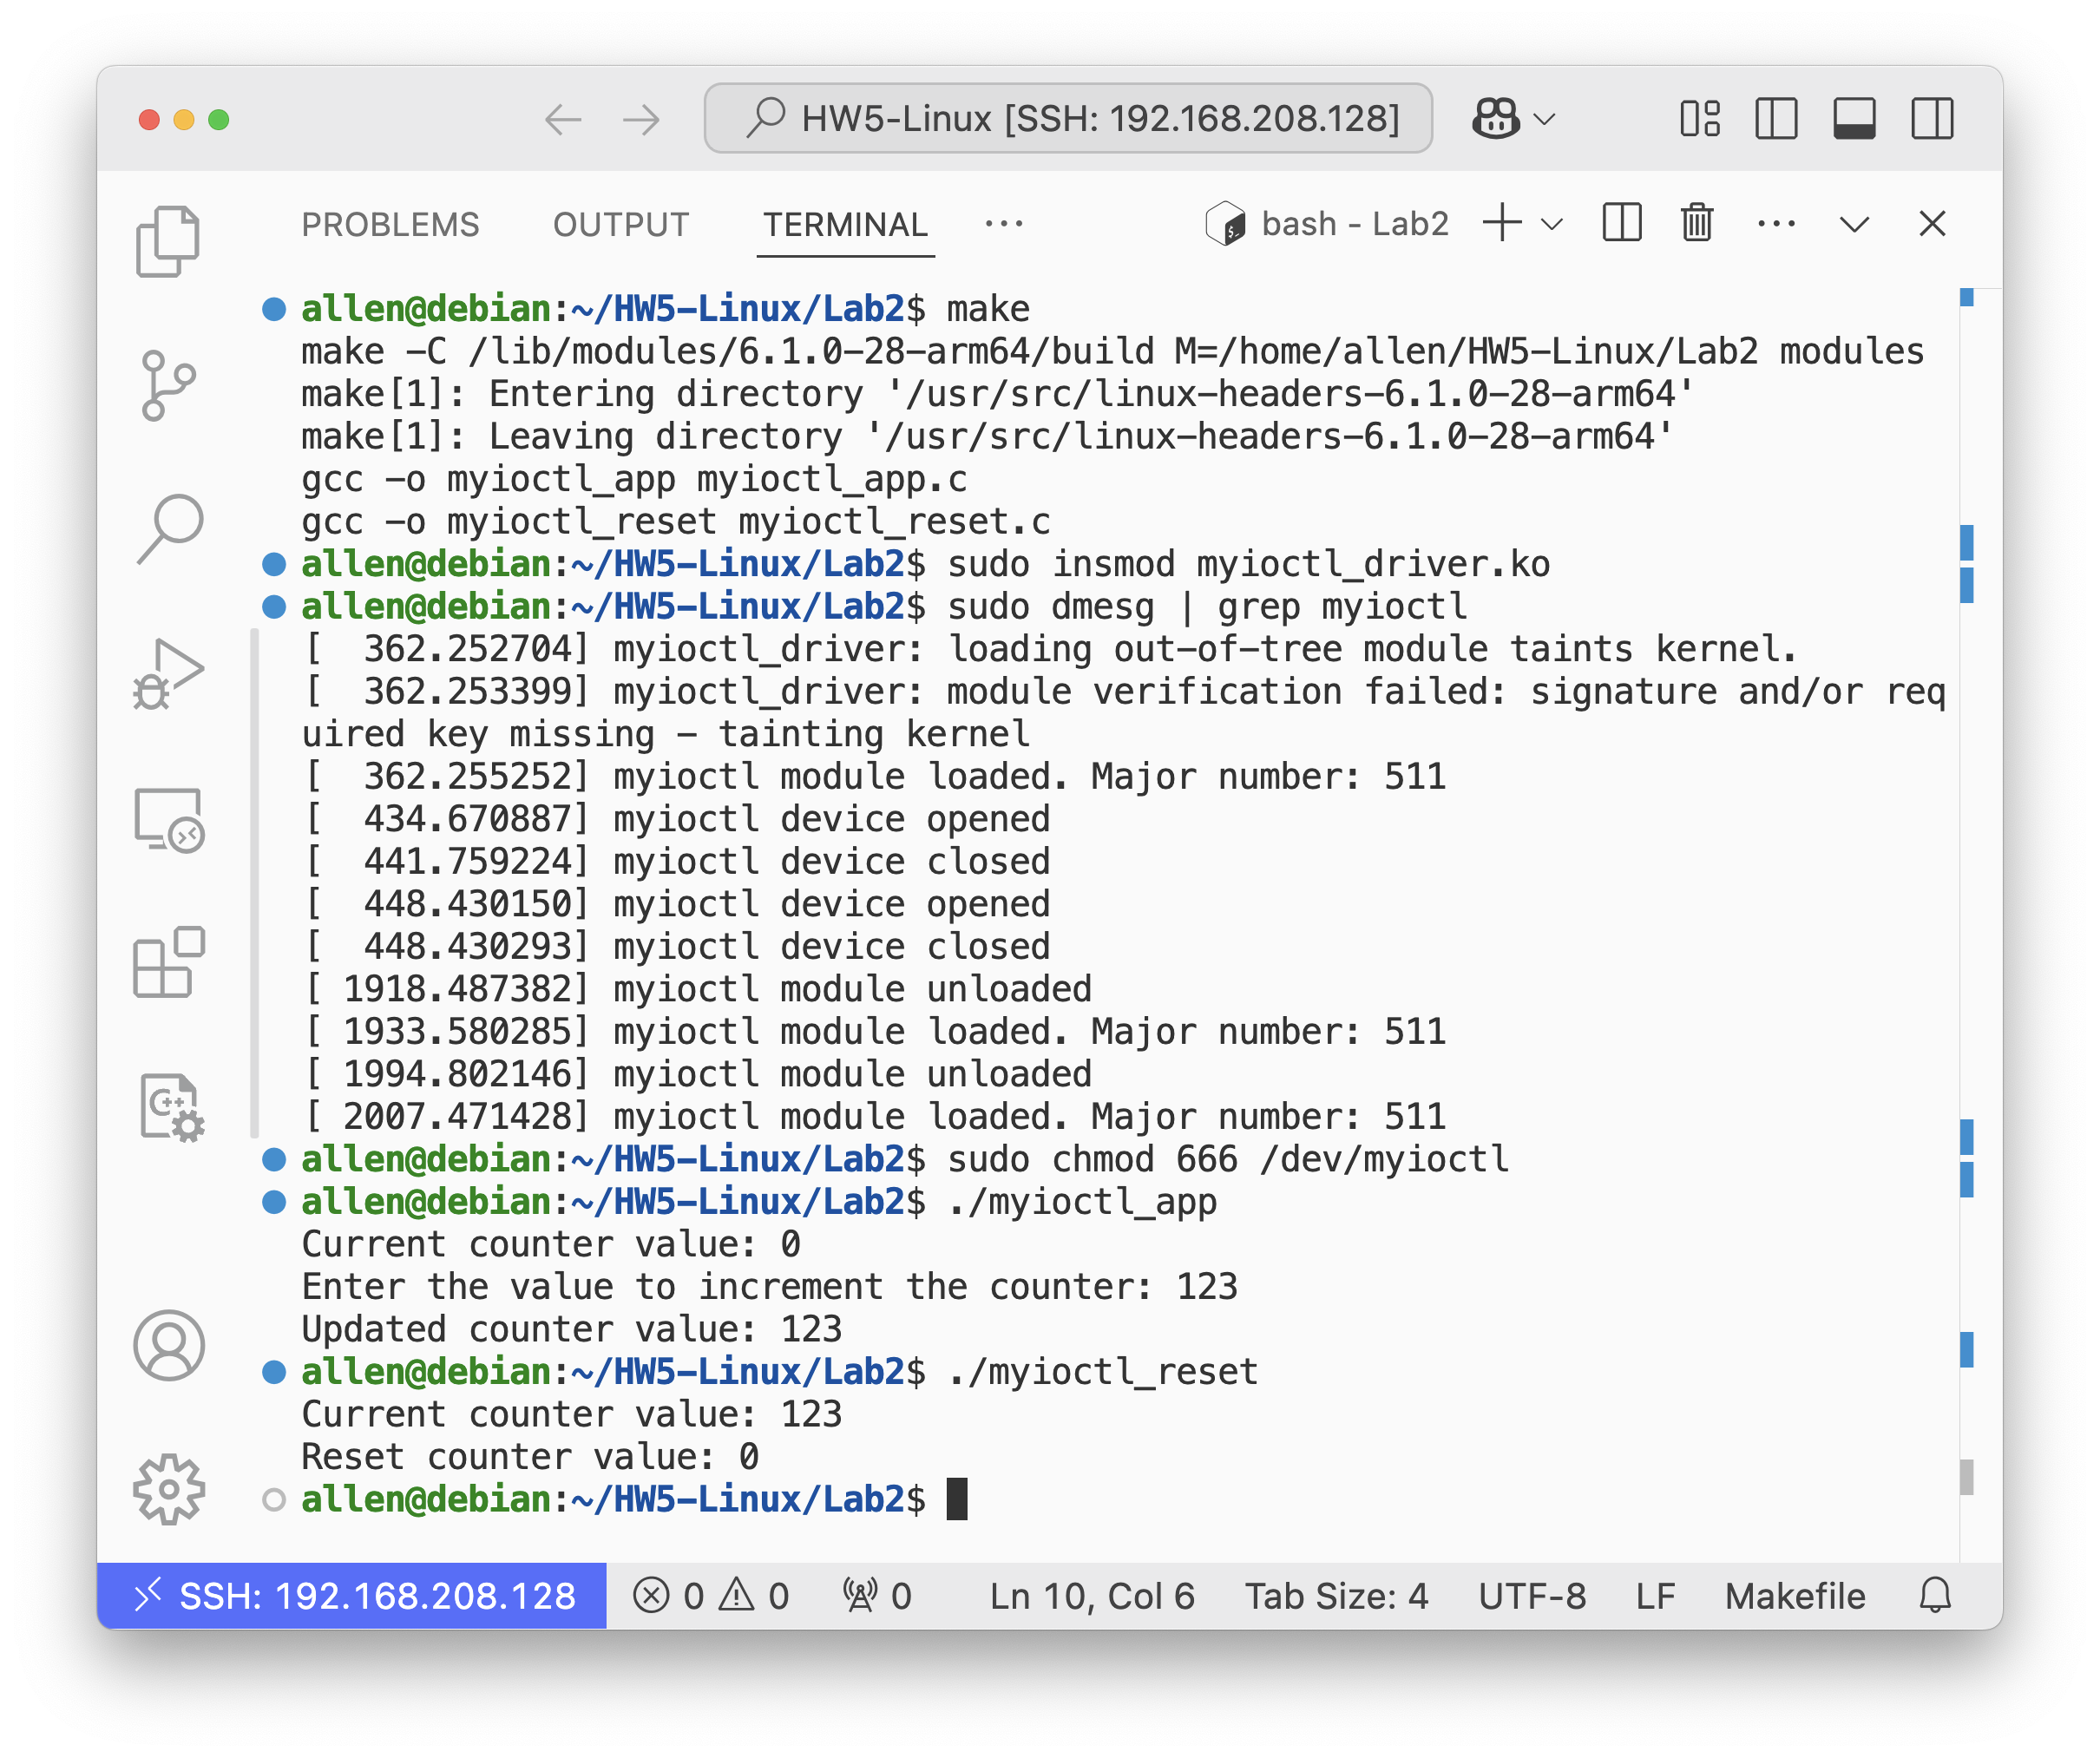 HW5-Linux [SSH: 192.168.208.128]
PROBLEMS OUTPUT TERMINAL ··· bash - Lab2
allen@debian:~/HW5-Linux/Lab2$ make
make -C /lib/modules/6.1.0-28-arm64/build M=/home/allen/HW5-Linux/Lab2 modules
make[1]: Entering directory '/usr/src/linux-headers-6.1.0-28-arm64'
make[1]: Leaving directory '/usr/src/linux-headers-6.1.0-28-arm64'
gcc -o myioctl_app myioctl_app.c
gcc -o myioctl_reset myioctl_reset.c
allen@debian:~/HW5-Linux/Lab2$ sudo insmod myioctl_driver.ko
allen@debian:~/HW5-Linux/Lab2$ sudo dmesg | grep myioctl
[  362.252704] myioctl_driver: loading out-of-tree module taints kernel.
[  362.253399] myioctl_driver: module verification failed: signature and/or req
uired key missing - tainting kernel
[  362.255252] myioctl module loaded. Major number: 511
[  434.670887] myioctl device opened
[  441.759224] myioctl device closed
[  448.430150] myioctl device opened
[  448.430293] myioctl device closed
[ 1918.487382] myioctl module unloaded
[ 1933.580285] myioctl module loaded. Major number: 511
[ 1994.802146] myioctl module unloaded
[ 2007.471428] myioctl module loaded. Major number: 511
allen@debian:~/HW5-Linux/Lab2$ sudo chmod 666 /dev/myioctl
allen@debian:~/HW5-Linux/Lab2$ ./myioctl_app
Current counter value: 0
Enter the value to increment the counter: 123
Updated counter value: 123
allen@debian:~/HW5-Linux/Lab2$ ./myioctl_reset
Current counter value: 123
Reset counter value: 0
allen@debian:~/HW5-Linux/Lab2$
SSH: 192.168.208.128 0 0 0 Ln 10, Col 6 Tab Size: 4 UTF-8 LF Makefile